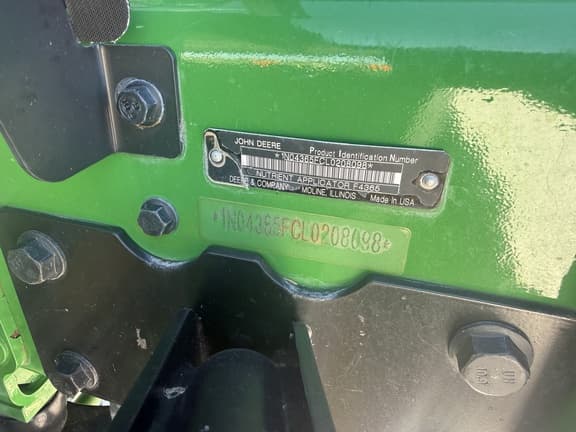 JOHN DEERE Product Identification Number
*1N04365FCL0208098*
NUTRIENT APPLICATOR F4365
DEERE & COMPANY MOLINE, ILLINOIS Made in USA
*1N04365FCL0208098*